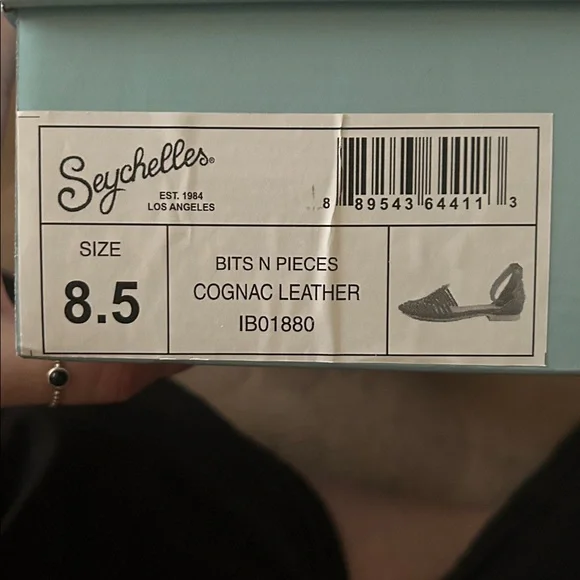 Seychelles®
EST. 1984
LOS ANGELES
8 89543 64411 3
SIZE
8.5
BITS N PIECES
COGNAC LEATHER
IB01880